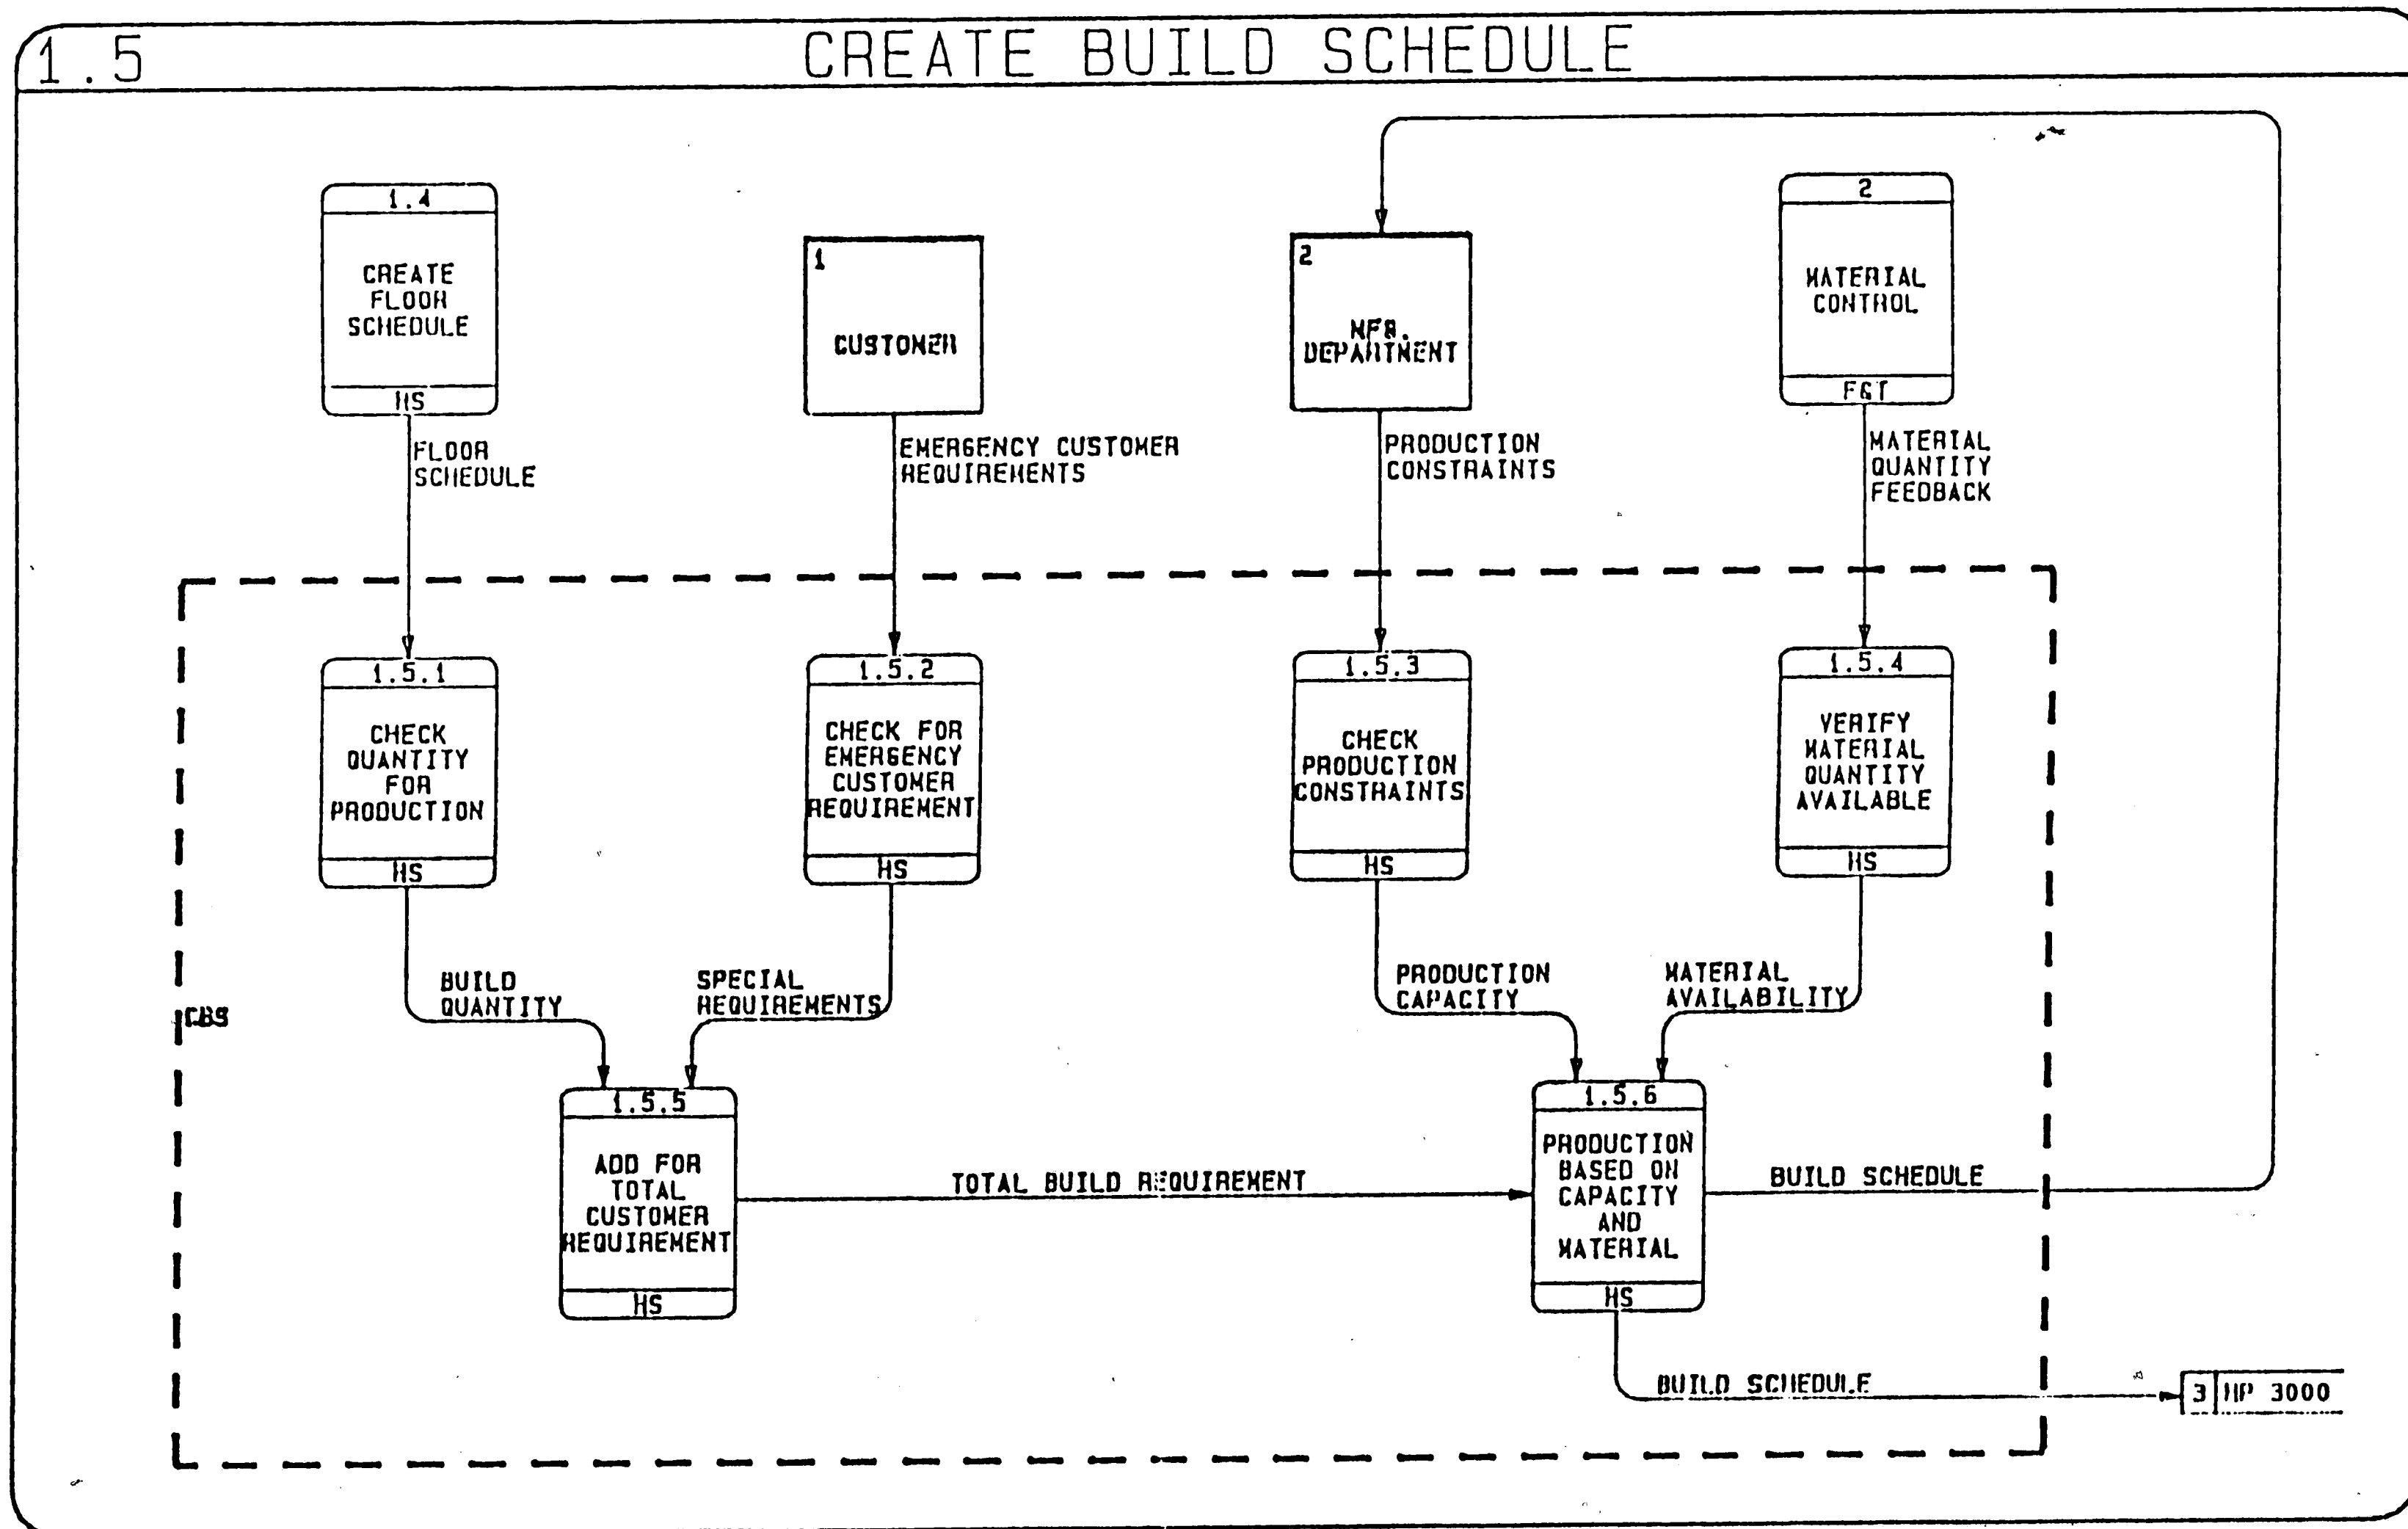 1.5
CREATE BUILD SCHEDULE
1.4
CREATE
FLOOR
SCHEDULE
HS
1
CUSTOMER
2
MFG.
DEPARTMENT
2
MATERIAL
CONTROL
F&T
FLOOR
SCHEDULE
EMERGENCY CUSTOMER
REQUIREMENTS
PRODUCTION
CONSTRAINTS
MATERIAL
QUANTITY
FEEDBACK
1.5.1
CHECK
QUANTITY
FOR
PRODUCTION
HS
1.5.2
CHECK FOR
EMERGENCY
CUSTOMER
REQUIREMENT
HS
1.5.3
CHECK
PRODUCTION
CONSTRAINTS
HS
1.5.4
VERIFY
MATERIAL
QUANTITY
AVAILABLE
HS
BUILD
QUANTITY
SPECIAL
REQUIREMENTS
PRODUCTION
CAPACITY
MATERIAL
AVAILABILITY
CBS
1.5.5
ADD FOR
TOTAL
CUSTOMER
REQUIREMENT
HS
TOTAL BUILD REQUIREMENT
1.5.6
PRODUCTION
BASED ON
CAPACITY
AND
MATERIAL
HS
BUILD SCHEDULE
BUILD SCHEDULE
3 HP 3000